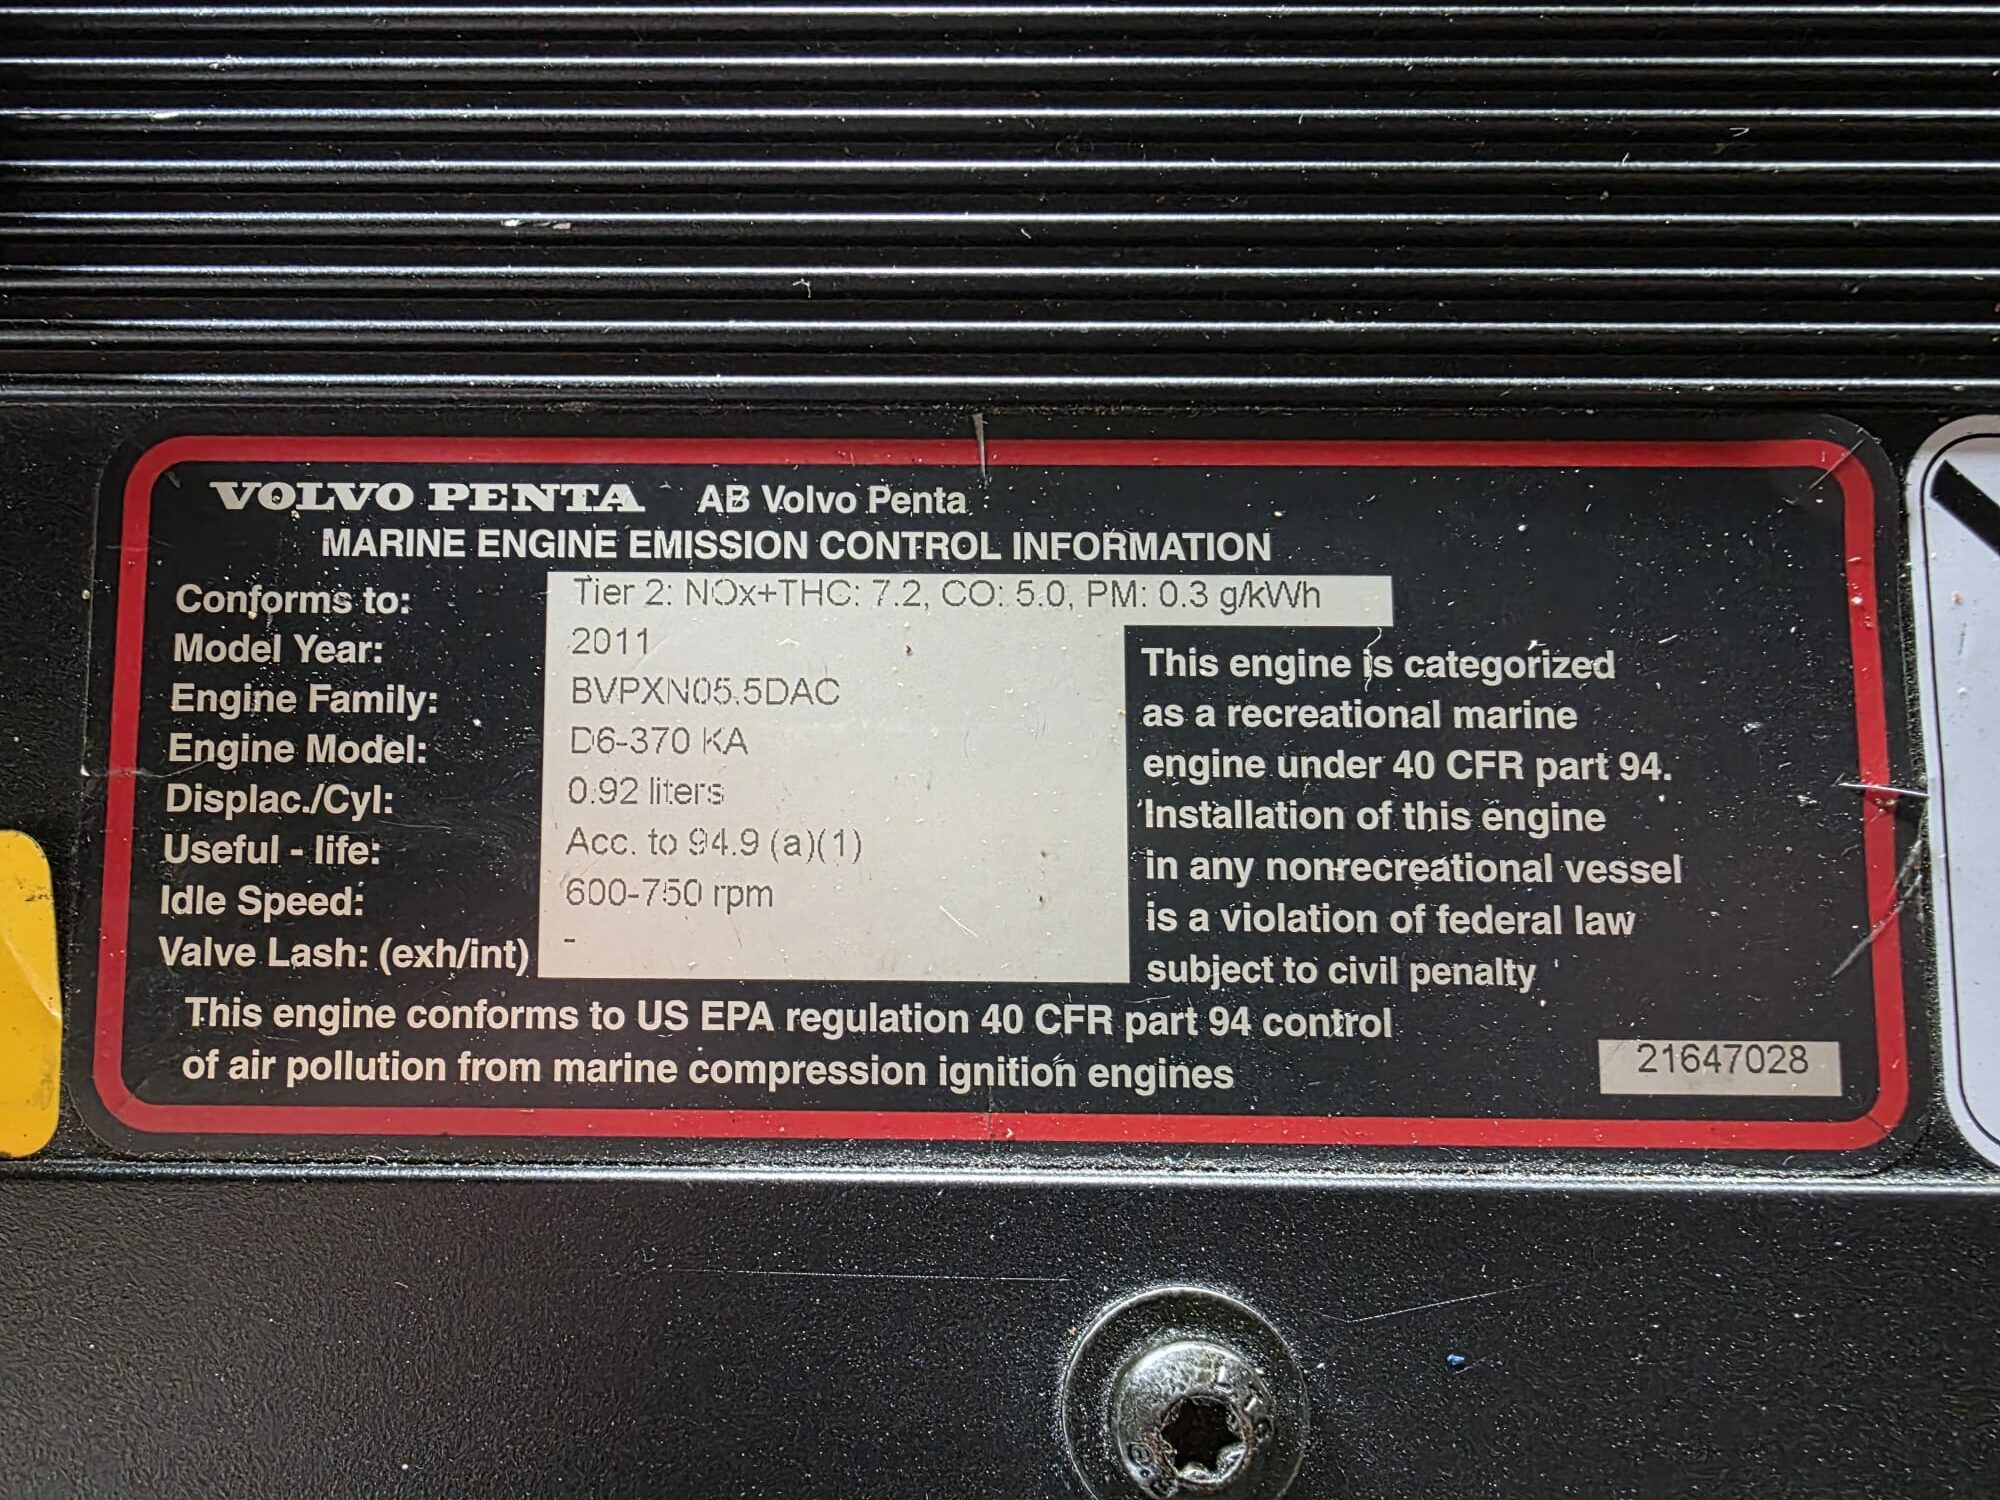 VOLVO PENTA AB Volvo Penta
MARINE ENGINE EMISSION CONTROL INFORMATION
Conforms to: Tier 2: NOx+THC: 7.2, CO: 5.0, PM: 0.3 g/kWh
Model Year: 2011
Engine Family: BVPXN05.5DAC
Engine Model: D6-370 KA
Displac./Cyl: 0.92 liters
Useful - life: Acc. to 94.9 (a)(1)
Idle Speed: 600-750 rpm
Valve Lash: (exh/int) -
This engine is categorized
as a recreational marine
engine under 40 CFR part 94.
Installation of this engine
in any nonrecreational vessel
is a violation of federal law
subject to civil penalty
This engine conforms to US EPA regulation 40 CFR part 94 control
of air pollution from marine compression ignition engines
21647028